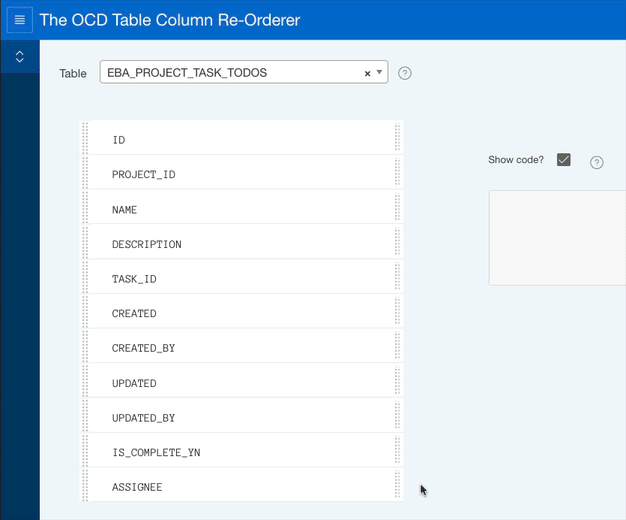 The OCD Table Column Re-Orderer
Table EBA_PROJECT_TASK_TODOS × ?
ID
Show code? ?
PROJECT_ID
NAME
DESCRIPTION
TASK_ID
CREATED
CREATED_BY
UPDATED
UPDATED_BY
IS_COMPLETE_YN
ASSIGNEE